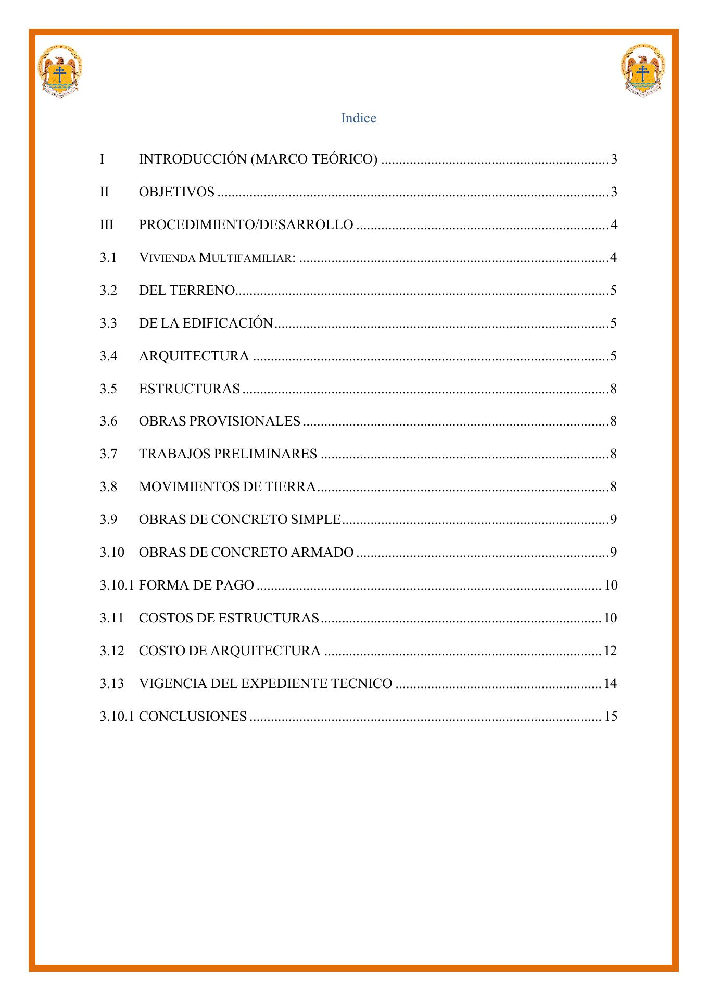 Indice
I INTRODUCCIÓN (MARCO TEÓRICO) ................................................................ 3
II OBJETIVOS ................................................................ 3
III PROCEDIMIENTO/DESARROLLO ................................................................ 4
3.1 VIVIENDA MULTIFAMILIAR: ................................................................ 4
3.2 DEL TERRENO ................................................................ 5
3.3 DE LA EDIFICACIÓN ................................................................ 5
3.4 ARQUITECTURA ................................................................ 5
3.5 ESTRUCTURAS ................................................................ 8
3.6 OBRAS PROVISIONALES ................................................................ 8
3.7 TRABAJOS PRELIMINARES ................................................................ 8
3.8 MOVIMIENTOS DE TIERRA ................................................................ 8
3.9 OBRAS DE CONCRETO SIMPLE ................................................................ 9
3.10 OBRAS DE CONCRETO ARMADO ................................................................ 9
3.10.1 FORMA DE PAGO ................................................................ 10
3.11 COSTOS DE ESTRUCTURAS ................................................................ 10
3.12 COSTO DE ARQUITECTURA ................................................................ 12
3.13 VIGENCIA DEL EXPEDIENTE TECNICO ................................................................ 14
3.10.1 CONCLUSIONES ................................................................ 15